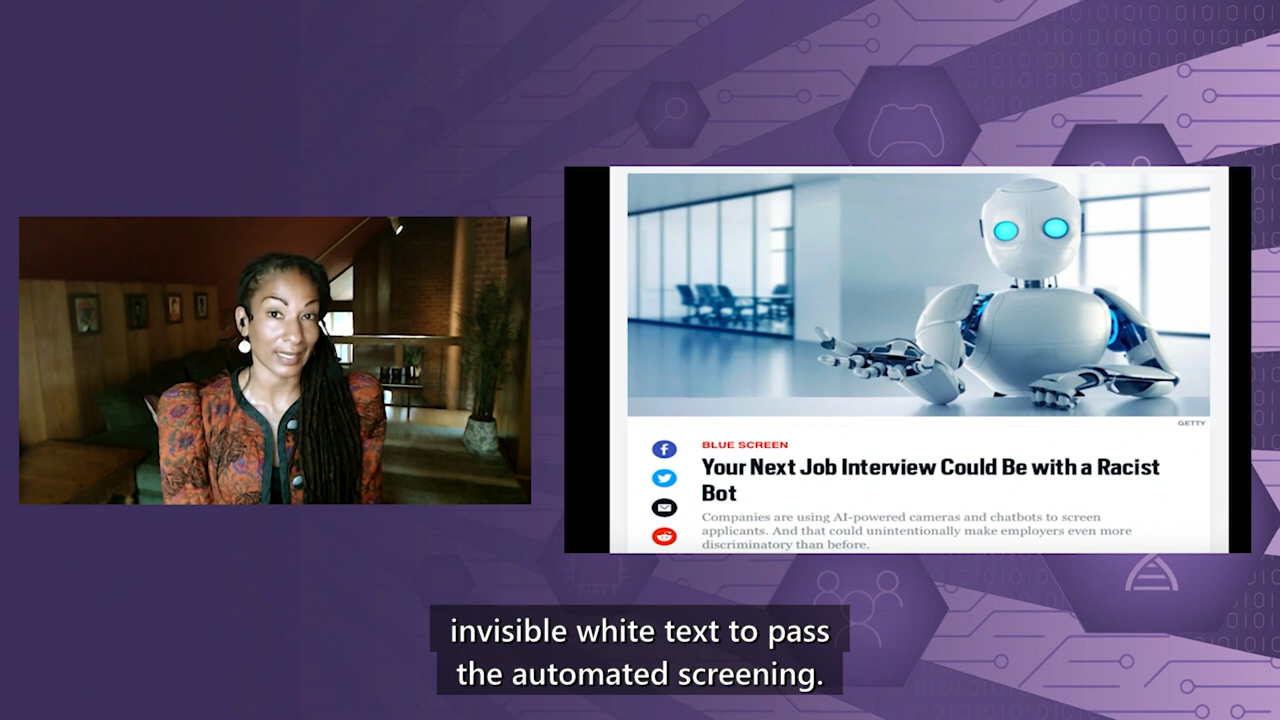 GETTY
BLUE SCREEN
Your Next Job Interview Could Be with a Racist
Bot
Companies are using AI-powered cameras and chatbots to screen
applicants. And that could unintentionally make employers even more
discriminatory than before.
invisible white text to pass
the automated screening.